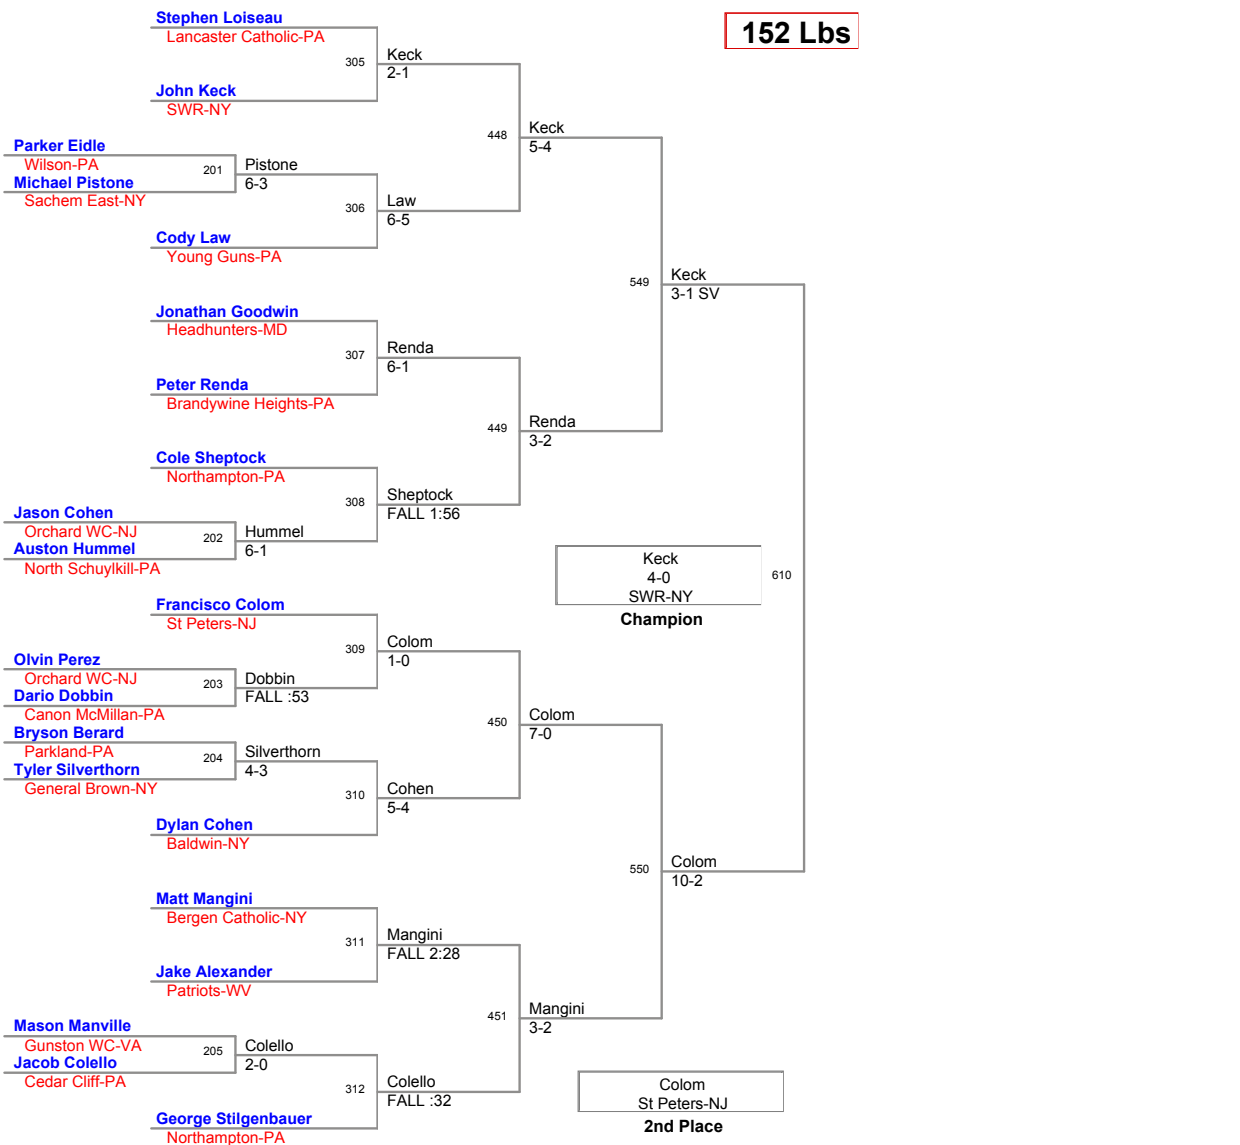 152 Lbs
Stephen Loiseau
Lancaster Catholic-PA
305
Keck
2-1
John Keck
SWR-NY
448
Keck
5-4
Parker Eidle
Wilson-PA
201
Pistone
6-3
Michael Pistone
Sachem East-NY
306
Law
6-5
Cody Law
Young Guns-PA
549
Keck
3-1 SV
Jonathan Goodwin
Headhunters-MD
307
Renda
6-1
Peter Renda
Brandywine Heights-PA
449
Renda
3-2
Cole Sheptock
Northampton-PA
308
Sheptock
FALL 1:56
Jason Cohen
Orchard WC-NJ
202
Hummel
6-1
Auston Hummel
North Schuylkill-PA
Keck
4-0
SWR-NY
Champion
610
Francisco Colom
St Peters-NJ
309
Colom
1-0
Olvin Perez
Orchard WC-NJ
203
Dobbin
FALL :53
Dario Dobbin
Canon McMillan-PA
450
Colom
7-0
Bryson Berard
Parkland-PA
204
Silverthorn
4-3
Tyler Silverthorn
General Brown-NY
310
Cohen
5-4
Dylan Cohen
Baldwin-NY
550
Colom
10-2
Matt Mangini
Bergen Catholic-NY
311
Mangini
FALL 2:28
Jake Alexander
Patriots-WV
451
Mangini
3-2
Mason Manville
Gunston WC-VA
205
Colello
2-0
Jacob Colello
Cedar Cliff-PA
312
Colello
FALL :32
George Stilgenbauer
Northampton-PA
Colom
St Peters-NJ
2nd Place